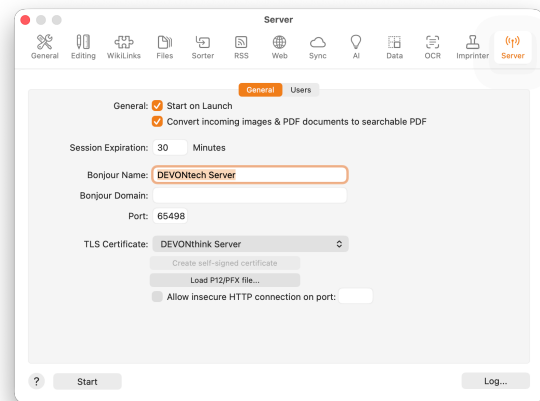 Server
General Editing WikiLinks Files Sorter RSS Web Sync AI Data OCR Imprinter Server
General Users
General: Start on Launch
Convert incoming images & PDF documents to searchable PDF
Session Expiration: 30 Minutes
Bonjour Name: DEVONtech Server
Bonjour Domain:
Port: 65498
TLS Certificate: DEVONthink Server
Create self-signed certificate
Load P12/PFX file...
Allow insecure HTTP connection on port:
? Start Log...